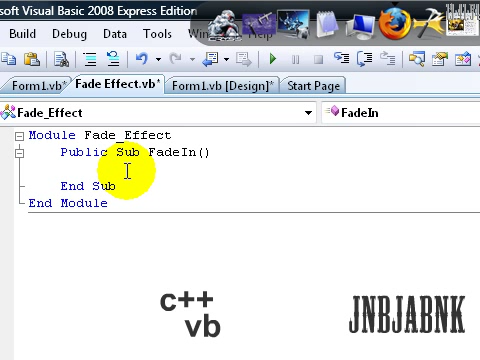 soft Visual Basic 2008 Express Edition
Build Debug Data Tools Help
Form1.vb* Fade Effect.vb* Form1.vb [Design]* Start Page
Fade_Effect FadeIn
Module Fade_Effect
Public Sub FadeIn()
End Sub
End Module
c++
vb
JNBJABNK